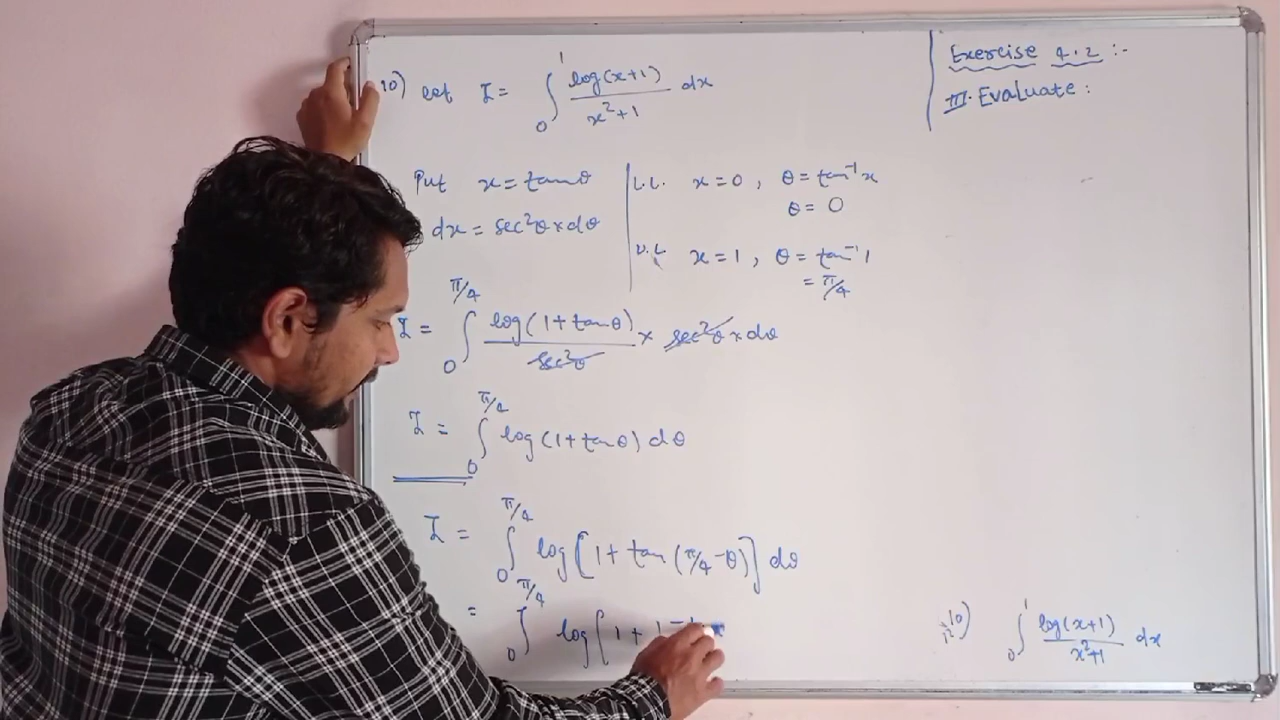 10) Let I = ∫₀¹ log(x+1)/x²+1 dx
Put x = tanθ
dx = sec²θ × dθ
L.L. x = 0 , θ = tan⁻¹ x
θ = 0
U.L x = 1 , θ = tan⁻¹ 1
= π/4
I = ∫₀^π/4 log(1+tanθ)/sec²θ × sec²θ × dθ
I = ∫₀^π/4 log(1+tanθ) dθ
I = ∫₀^π/4 log[1 + tan(π/4 - θ)] dθ
= ∫₀^π/4 log[1 + 1 -
Exercise 4.2 :-
III. Evaluate :
10) ∫₀¹ log(x+1)/x²+1 dx